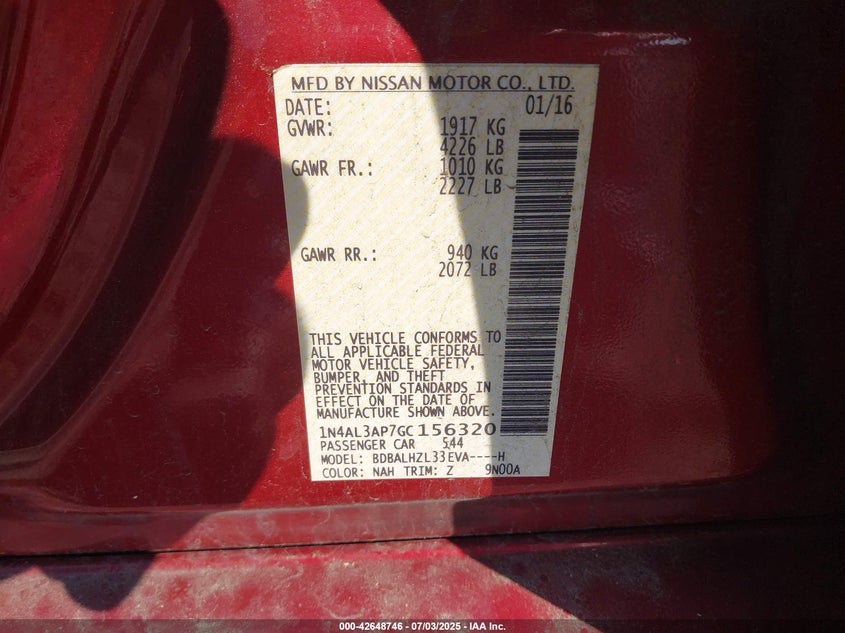 MFD BY NISSAN MOTOR CO., LTD.
DATE: 01/16
GVWR: 1917 KG
4226 LB
GAWR FR.: 1010 KG
2227 LB
GAWR RR.: 940 KG
2072 LB
THIS VEHICLE CONFORMS TO
ALL APPLICABLE FEDERAL
MOTOR VEHICLE SAFETY,
BUMPER, AND THEFT
PREVENTION STANDARDS IN
EFFECT ON THE DATE OF
MANUFACTURE SHOWN ABOVE.
1N4AL3AP7GC156320
PASSENGER CAR 544
MODEL: BDBALHZL33EVA----H
COLOR: NAH TRIM: Z 9N00A
000-42648746 - 07/03/2025 - IAA Inc.